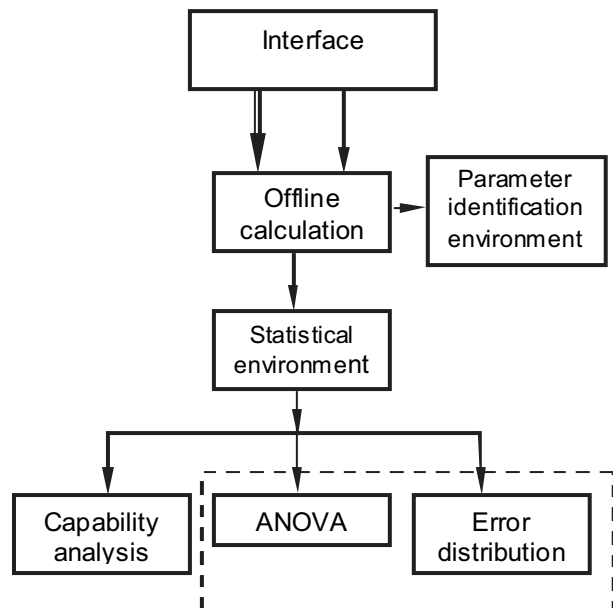 Interface
Offline
calculation
Parameter
identification
environment
Statistical
environment
Capability
analysis
ANOVA
Error
distribution